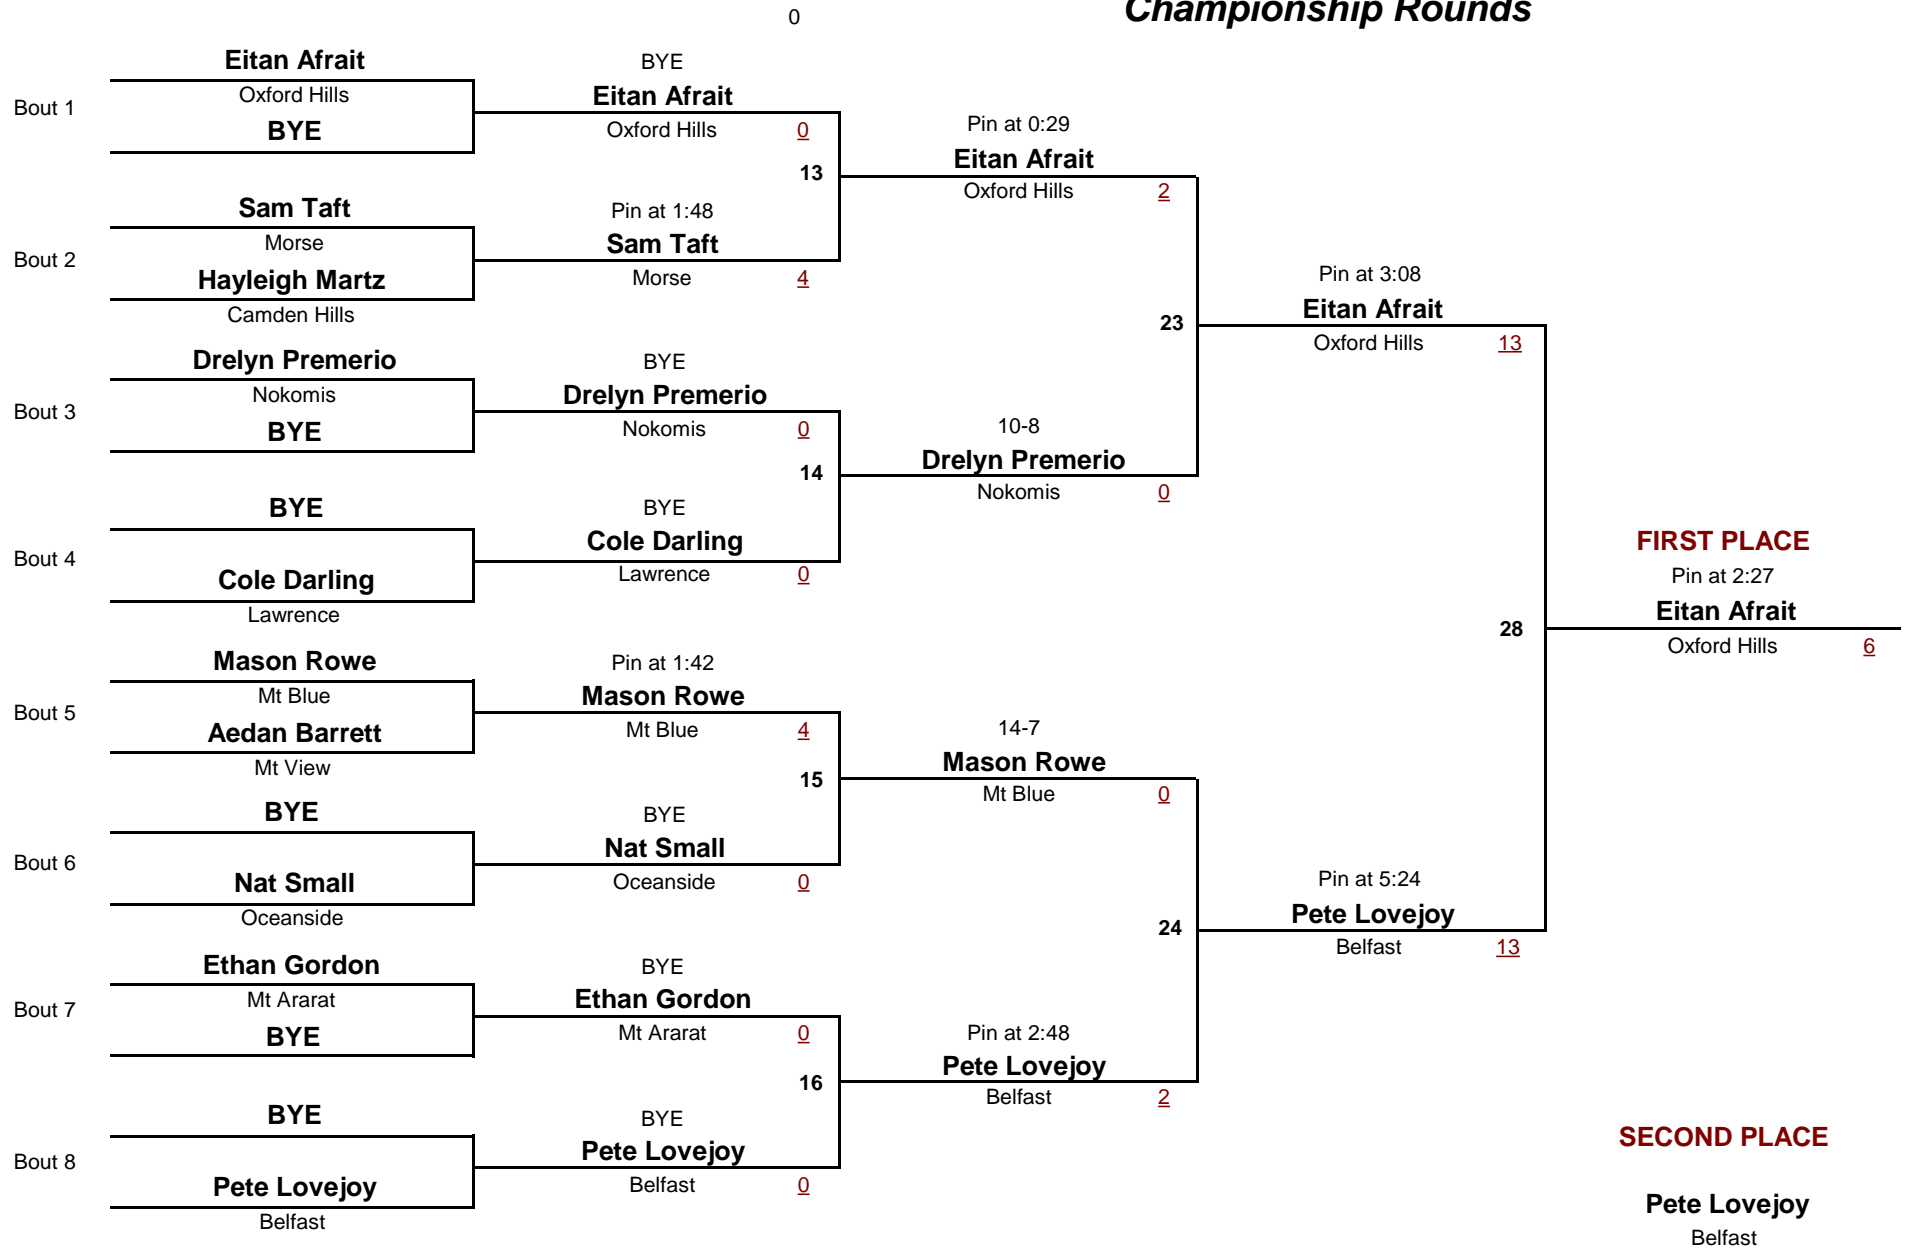 0
Championship Rounds
Eitan Afrait
Oxford Hills
Bout 1
BYE
Sam Taft
Morse
Bout 2
Hayleigh Martz
Camden Hills
Drelyn Premerio
Nokomis
Bout 3
BYE
BYE
Bout 4
Cole Darling
Lawrence
Mason Rowe
Mt Blue
Bout 5
Aedan Barrett
Mt View
BYE
Bout 6
Nat Small
Oceanside
Ethan Gordon
Mt Ararat
Bout 7
BYE
BYE
Bout 8
Pete Lovejoy
Belfast
BYE
Eitan Afrait
Oxford Hills 0
13
Pin at 1:48
Sam Taft
Morse 4
BYE
Drelyn Premerio
Nokomis 0
14
BYE
Cole Darling
Lawrence 0
Pin at 1:42
Mason Rowe
Mt Blue 4
15
BYE
Nat Small
Oceanside 0
BYE
Ethan Gordon
Mt Ararat 0
16
BYE
Pete Lovejoy
Belfast 0
Pin at 0:29
Eitan Afrait
Oxford Hills 2
23
10-8
Drelyn Premerio
Nokomis 0
14-7
Mason Rowe
Mt Blue 0
24
Pin at 2:48
Pete Lovejoy
Belfast 2
Pin at 3:08
Eitan Afrait
Oxford Hills 13
28
Pin at 5:24
Pete Lovejoy
Belfast 13
FIRST PLACE
Pin at 2:27
Eitan Afrait
Oxford Hills 6
SECOND PLACE
Pete Lovejoy
Belfast